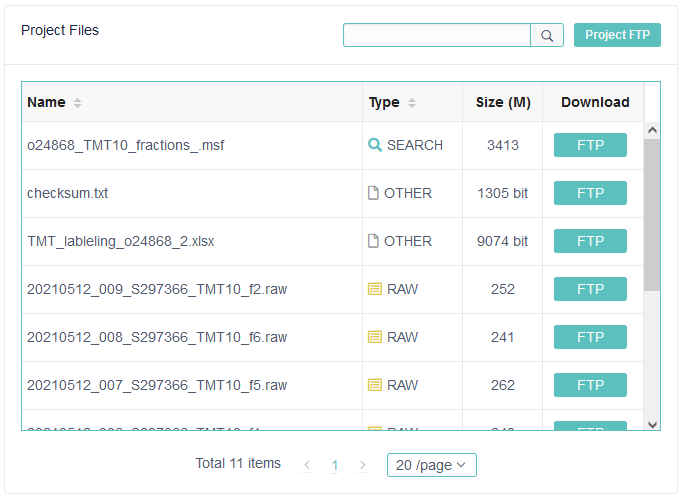 Project Files
Project FTP
Name Type Size (M) Download
o24868_TMT10_fractions_.msf SEARCH 3413 FTP
checksum.txt OTHER 1305 bit FTP
TMT_lableling_o24868_2.xlsx OTHER 9074 bit FTP
20210512_009_S297366_TMT10_f2.raw RAW 252 FTP
20210512_008_S297366_TMT10_f6.raw RAW 241 FTP
20210512_007_S297366_TMT10_f5.raw RAW 262 FTP
Total 11 items 1 20 /page